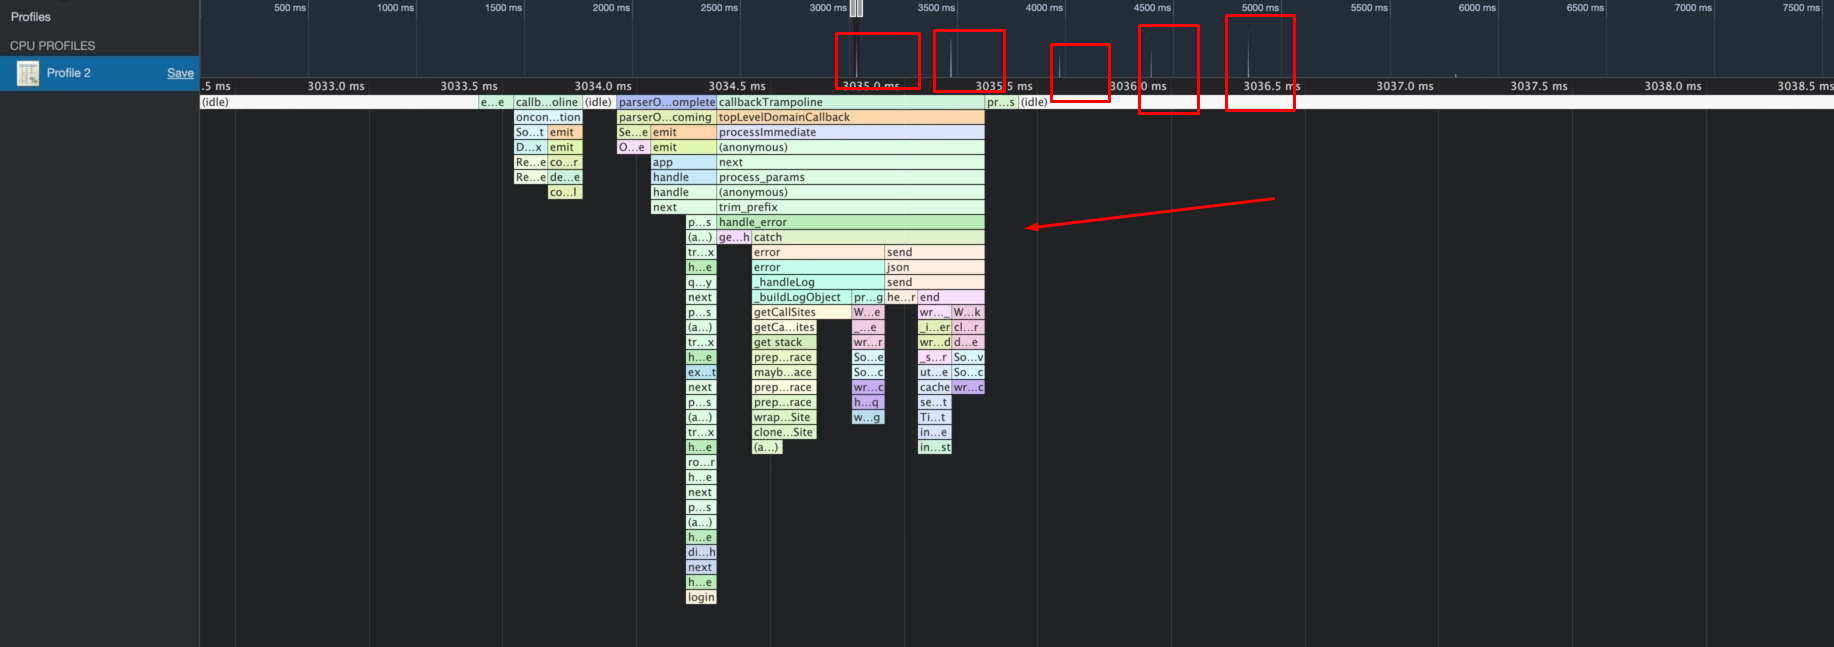 Profiles
CPU PROFILES
Profile 2 Save
500 ms 1000 ms 1500 ms 2000 ms 2500 ms 3000 ms 3500 ms 4000 ms 4500 ms 5000 ms 5500 ms 6000 ms 6500 ms 7000 ms 7500 ms
.5 ms 3033.0 ms 3033.5 ms 3034.0 ms 3034.5 ms 3035.0 ms 3035.5 ms 3036.0 ms 3036.5 ms 3037.0 ms 3037.5 ms 3038.0 ms 3038.5 ms
(idle) e...e callb...oline (idle) parserO...omplete callbackTrampoline pr...s (idle)
oncon...tion parserO...coming topLevelDomainCallback
So...t emit Se...e emit processImmediate
D...x emit O...e emit (anonymous)
Re...e co...r app next
Re...e de...e handle process_params
co...l handle (anonymous)
next trim_prefix
p...s handle_error
(a...) ge...h catch
tr...x error send
h...e error json
q...y _handleLog send
next _buildLogObject pr...g he...r end
p...s getCallSites W...e wr..._ W...k
(a...) getCa...ites _...e _i...er cl...r
tr...x get stack wr...r wr...d d...e
h...e prep...race So...e _s...r So...v
ex...t mayb...ace So...c ut...e So...c
next prep...race wr...c cache wr...c
p...s prep...race h...q se...t
(a...) wrap...Site w...g Ti...t
tr...x clone...Site in...e
h...e (a...) in...st
ro...r
h...e
next
p...s
(a...)
h...e
di...h
next
h...e
login